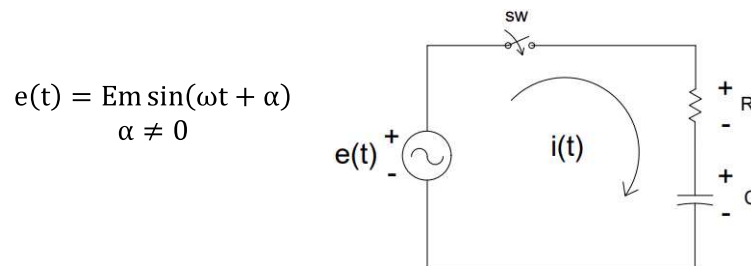 e(t) = Em sin(ωt + α)
α ≠ 0
sw
e(t)
+
-
i(t)
+
R
-
+
C
-